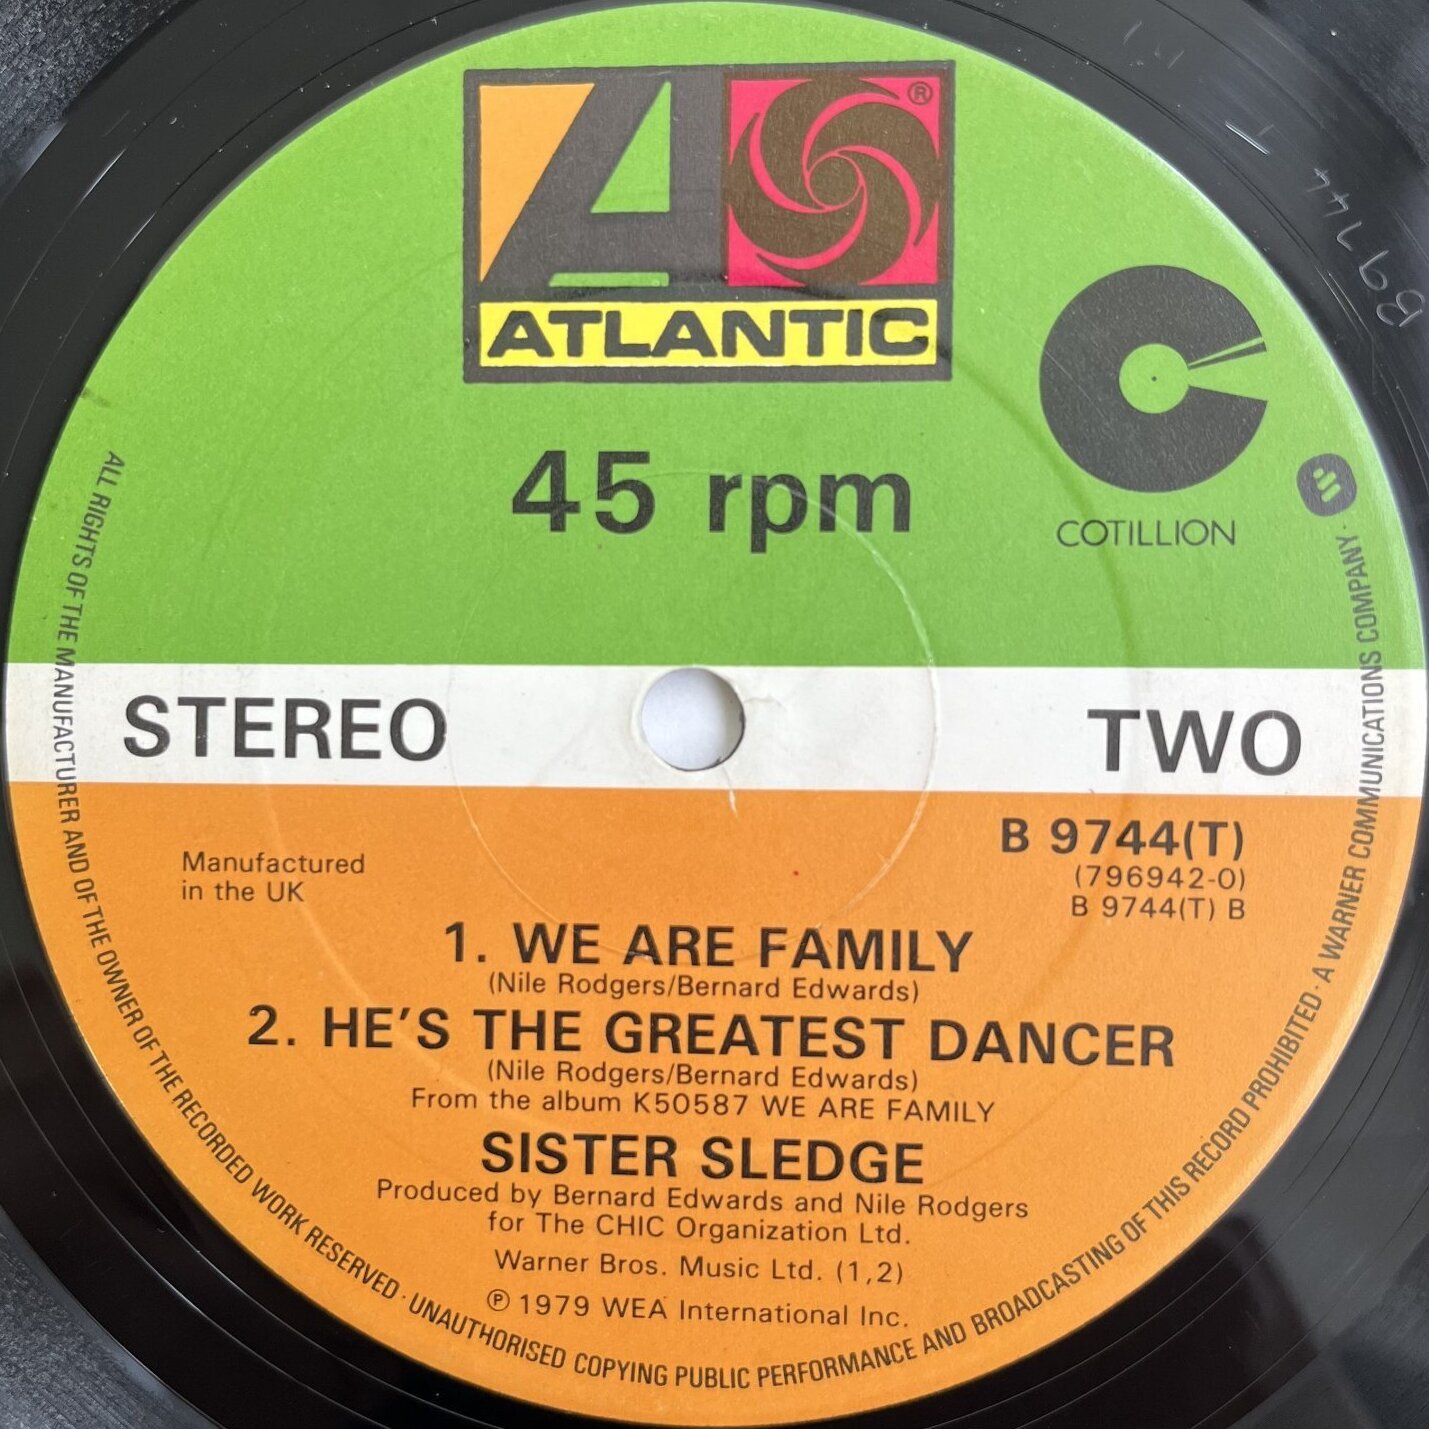 ®
ATLANTIC
45 rpm
COTILLION
STEREO
TWO
B 9744(T)
(796942-0)
B 9744(T) B
Manufactured
in the UK
1. WE ARE FAMILY
(Nile Rodgers/Bernard Edwards)
2. HE'S THE GREATEST DANCER
(Nile Rodgers/Bernard Edwards)
From the album K50587 WE ARE FAMILY
SISTER SLEDGE
Produced by Bernard Edwards and Nile Rodgers
for The CHIC Organization Ltd.
Warner Bros. Music Ltd. (1,2)
℗ 1979 WEA International Inc.
ALL RIGHTS OF THE MANUFACTURER AND OF THE OWNER OF THE RECORDED WORK RESERVED · UNAUTHORISED COPYING PUBLIC PERFORMANCE AND BROADCASTING OF THIS RECORD PROHIBITED · A WARNER COMMUNICATIONS COMPANY ·
B9744